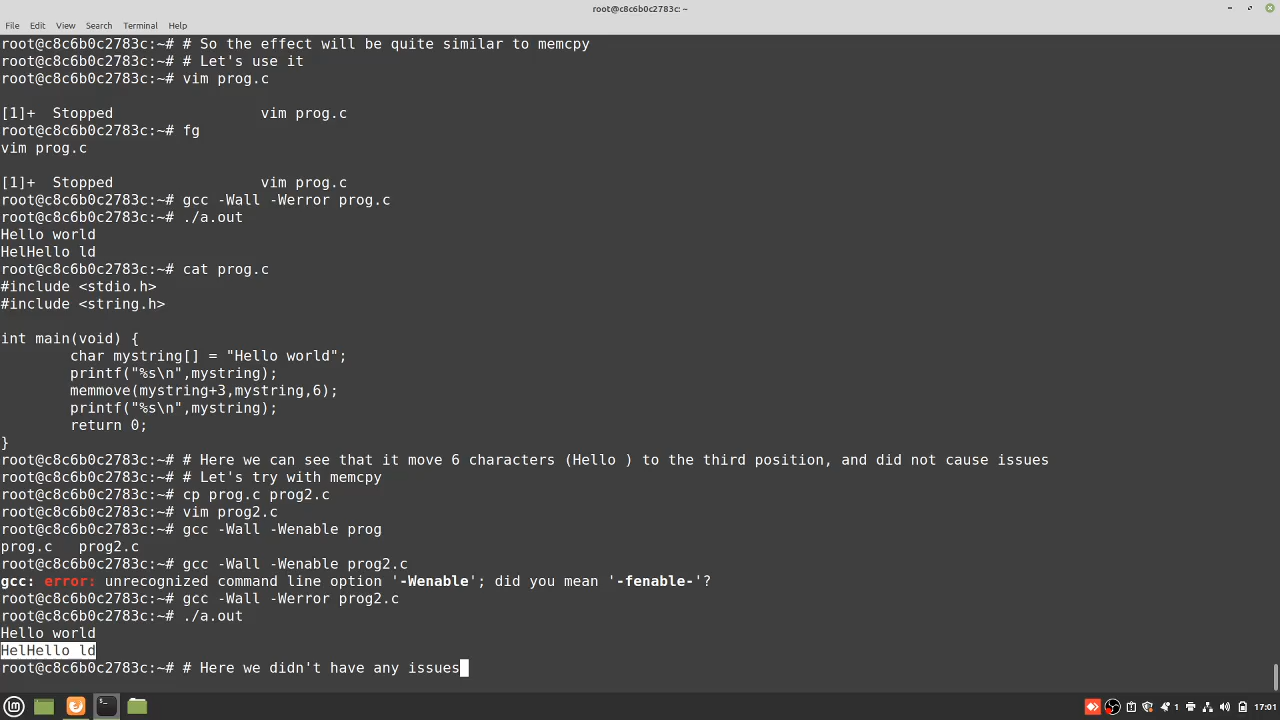 root@c8c6b0c2783c: ~
File Edit View Search Terminal Help
root@c8c6b0c2783c:~# # So the effect will be quite similar to memcpy
root@c8c6b0c2783c:~# # Let's use it
root@c8c6b0c2783c:~# vim prog.c
[1]+  Stopped                 vim prog.c
root@c8c6b0c2783c:~# fg
vim prog.c
[1]+  Stopped                 vim prog.c
root@c8c6b0c2783c:~# gcc -Wall -Werror prog.c
root@c8c6b0c2783c:~# ./a.out
Hello world
HelHello ld
root@c8c6b0c2783c:~# cat prog.c
#include <stdio.h>
#include <string.h>
int main(void) {
        char mystring[] = "Hello world";
        printf("%s\n",mystring);
        memmove(mystring+3,mystring,6);
        printf("%s\n",mystring);
        return 0;
}
root@c8c6b0c2783c:~# # Here we can see that it move 6 characters (Hello ) to the third position, and did not cause issues
root@c8c6b0c2783c:~# # Let's try with memcpy
root@c8c6b0c2783c:~# cp prog.c prog2.c
root@c8c6b0c2783c:~# vim prog2.c
root@c8c6b0c2783c:~# gcc -Wall -Wenable prog
prog.c   prog2.c
root@c8c6b0c2783c:~# gcc -Wall -Wenable prog2.c
gcc: error: unrecognized command line option '-Wenable'; did you mean '-fenable-'?
root@c8c6b0c2783c:~# gcc -Wall -Werror prog2.c
root@c8c6b0c2783c:~# ./a.out
Hello world
HelHello ld
root@c8c6b0c2783c:~# # Here we didn't have any issues
1 17:01